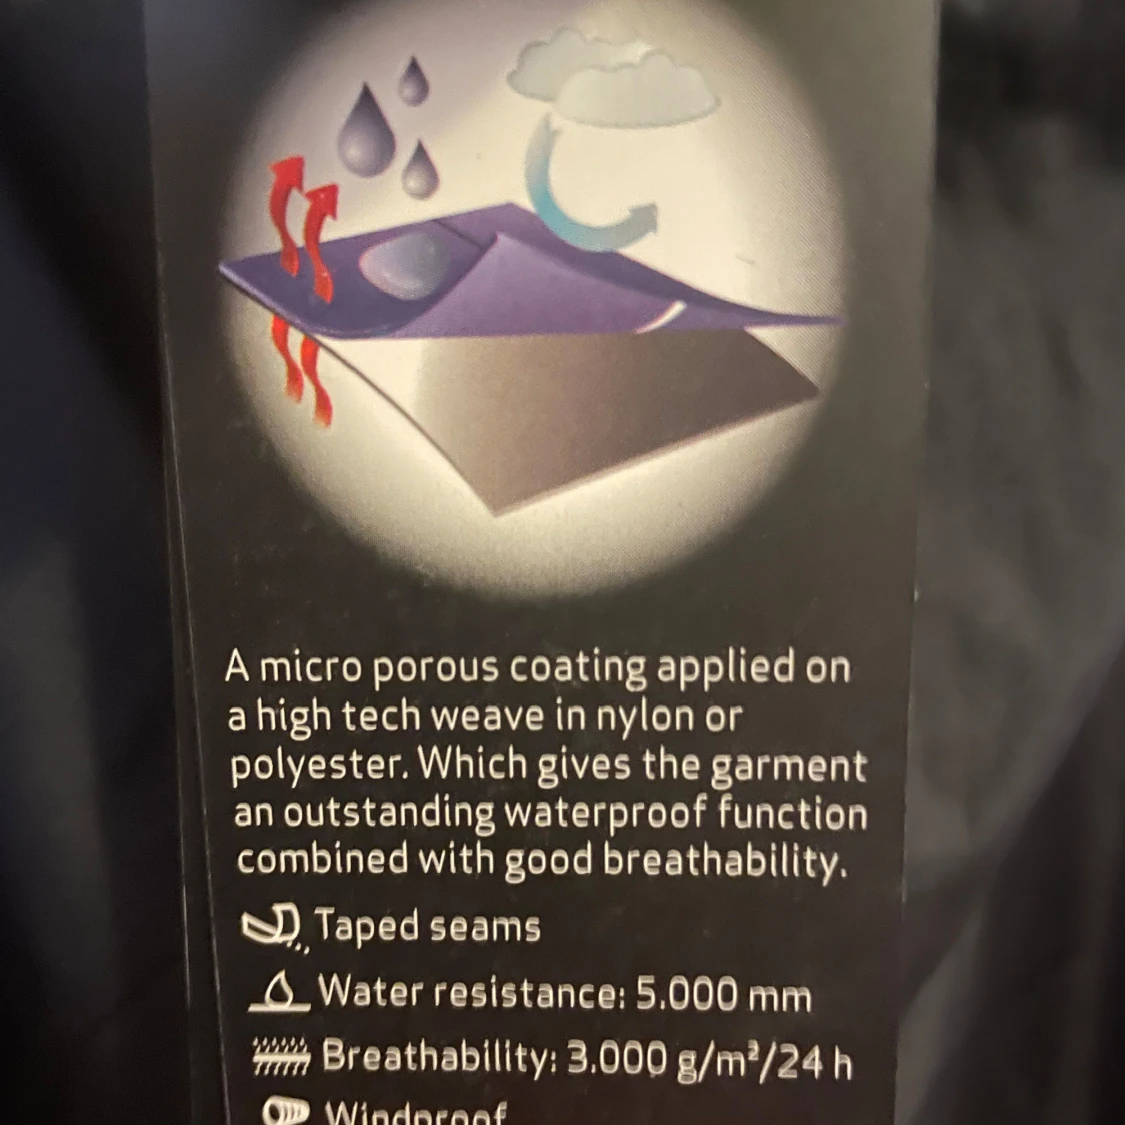 A micro porous coating applied on
a high tech weave in nylon or
polyester. Which gives the garment
an outstanding waterproof function
combined with good breathability.
Taped seams
Water resistance: 5.000 mm
Breathability: 3.000 g/m²/24 h
Windproof